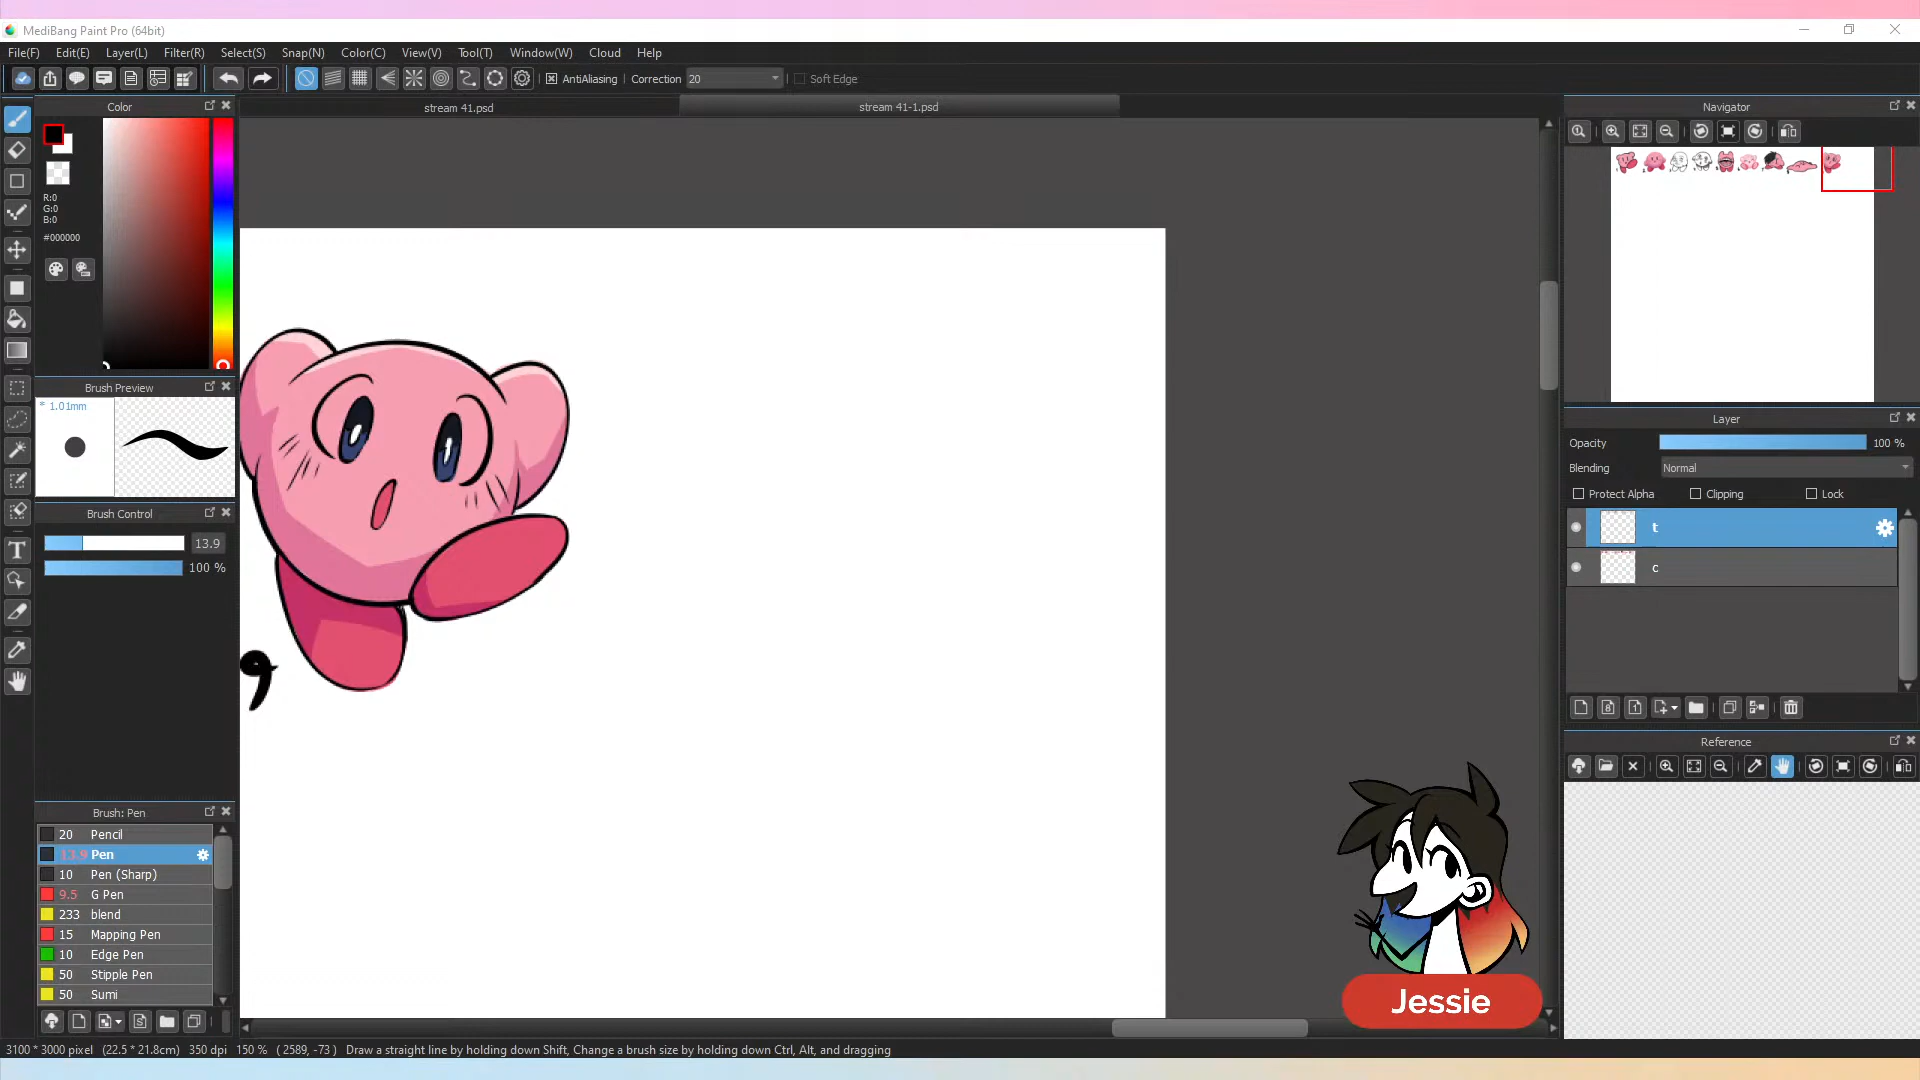 MediBang Paint Pro (64bit)
File(F) Edit(E) Layer(L) Filter(R) Select(S) Snap(N) Color(C) View(V) Tool(T) Window(W) Cloud Help
AntiAliasing Correction 20 Soft Edge
Color
stream 41.psd stream 41-1.psd
Navigator
R:0
G:0
B:0
#000000
Brush Preview
* 1.01mm
Brush Control
13.9
100 %
Layer
Opacity 100 %
Blending Normal
Protect Alpha Clipping Lock
t
c
9
Reference
Brush: Pen
20 Pencil
13.9 Pen
10 Pen (Sharp)
9.5 G Pen
233 blend
15 Mapping Pen
10 Edge Pen
50 Stipple Pen
50 Sumi
Jessie
3100 * 3000 pixel (22.5 * 21.8cm) 350 dpi 150 % ( 2589, -73 ) Draw a straight line by holding down Shift, Change a brush size by holding down Ctrl, Alt, and dragging